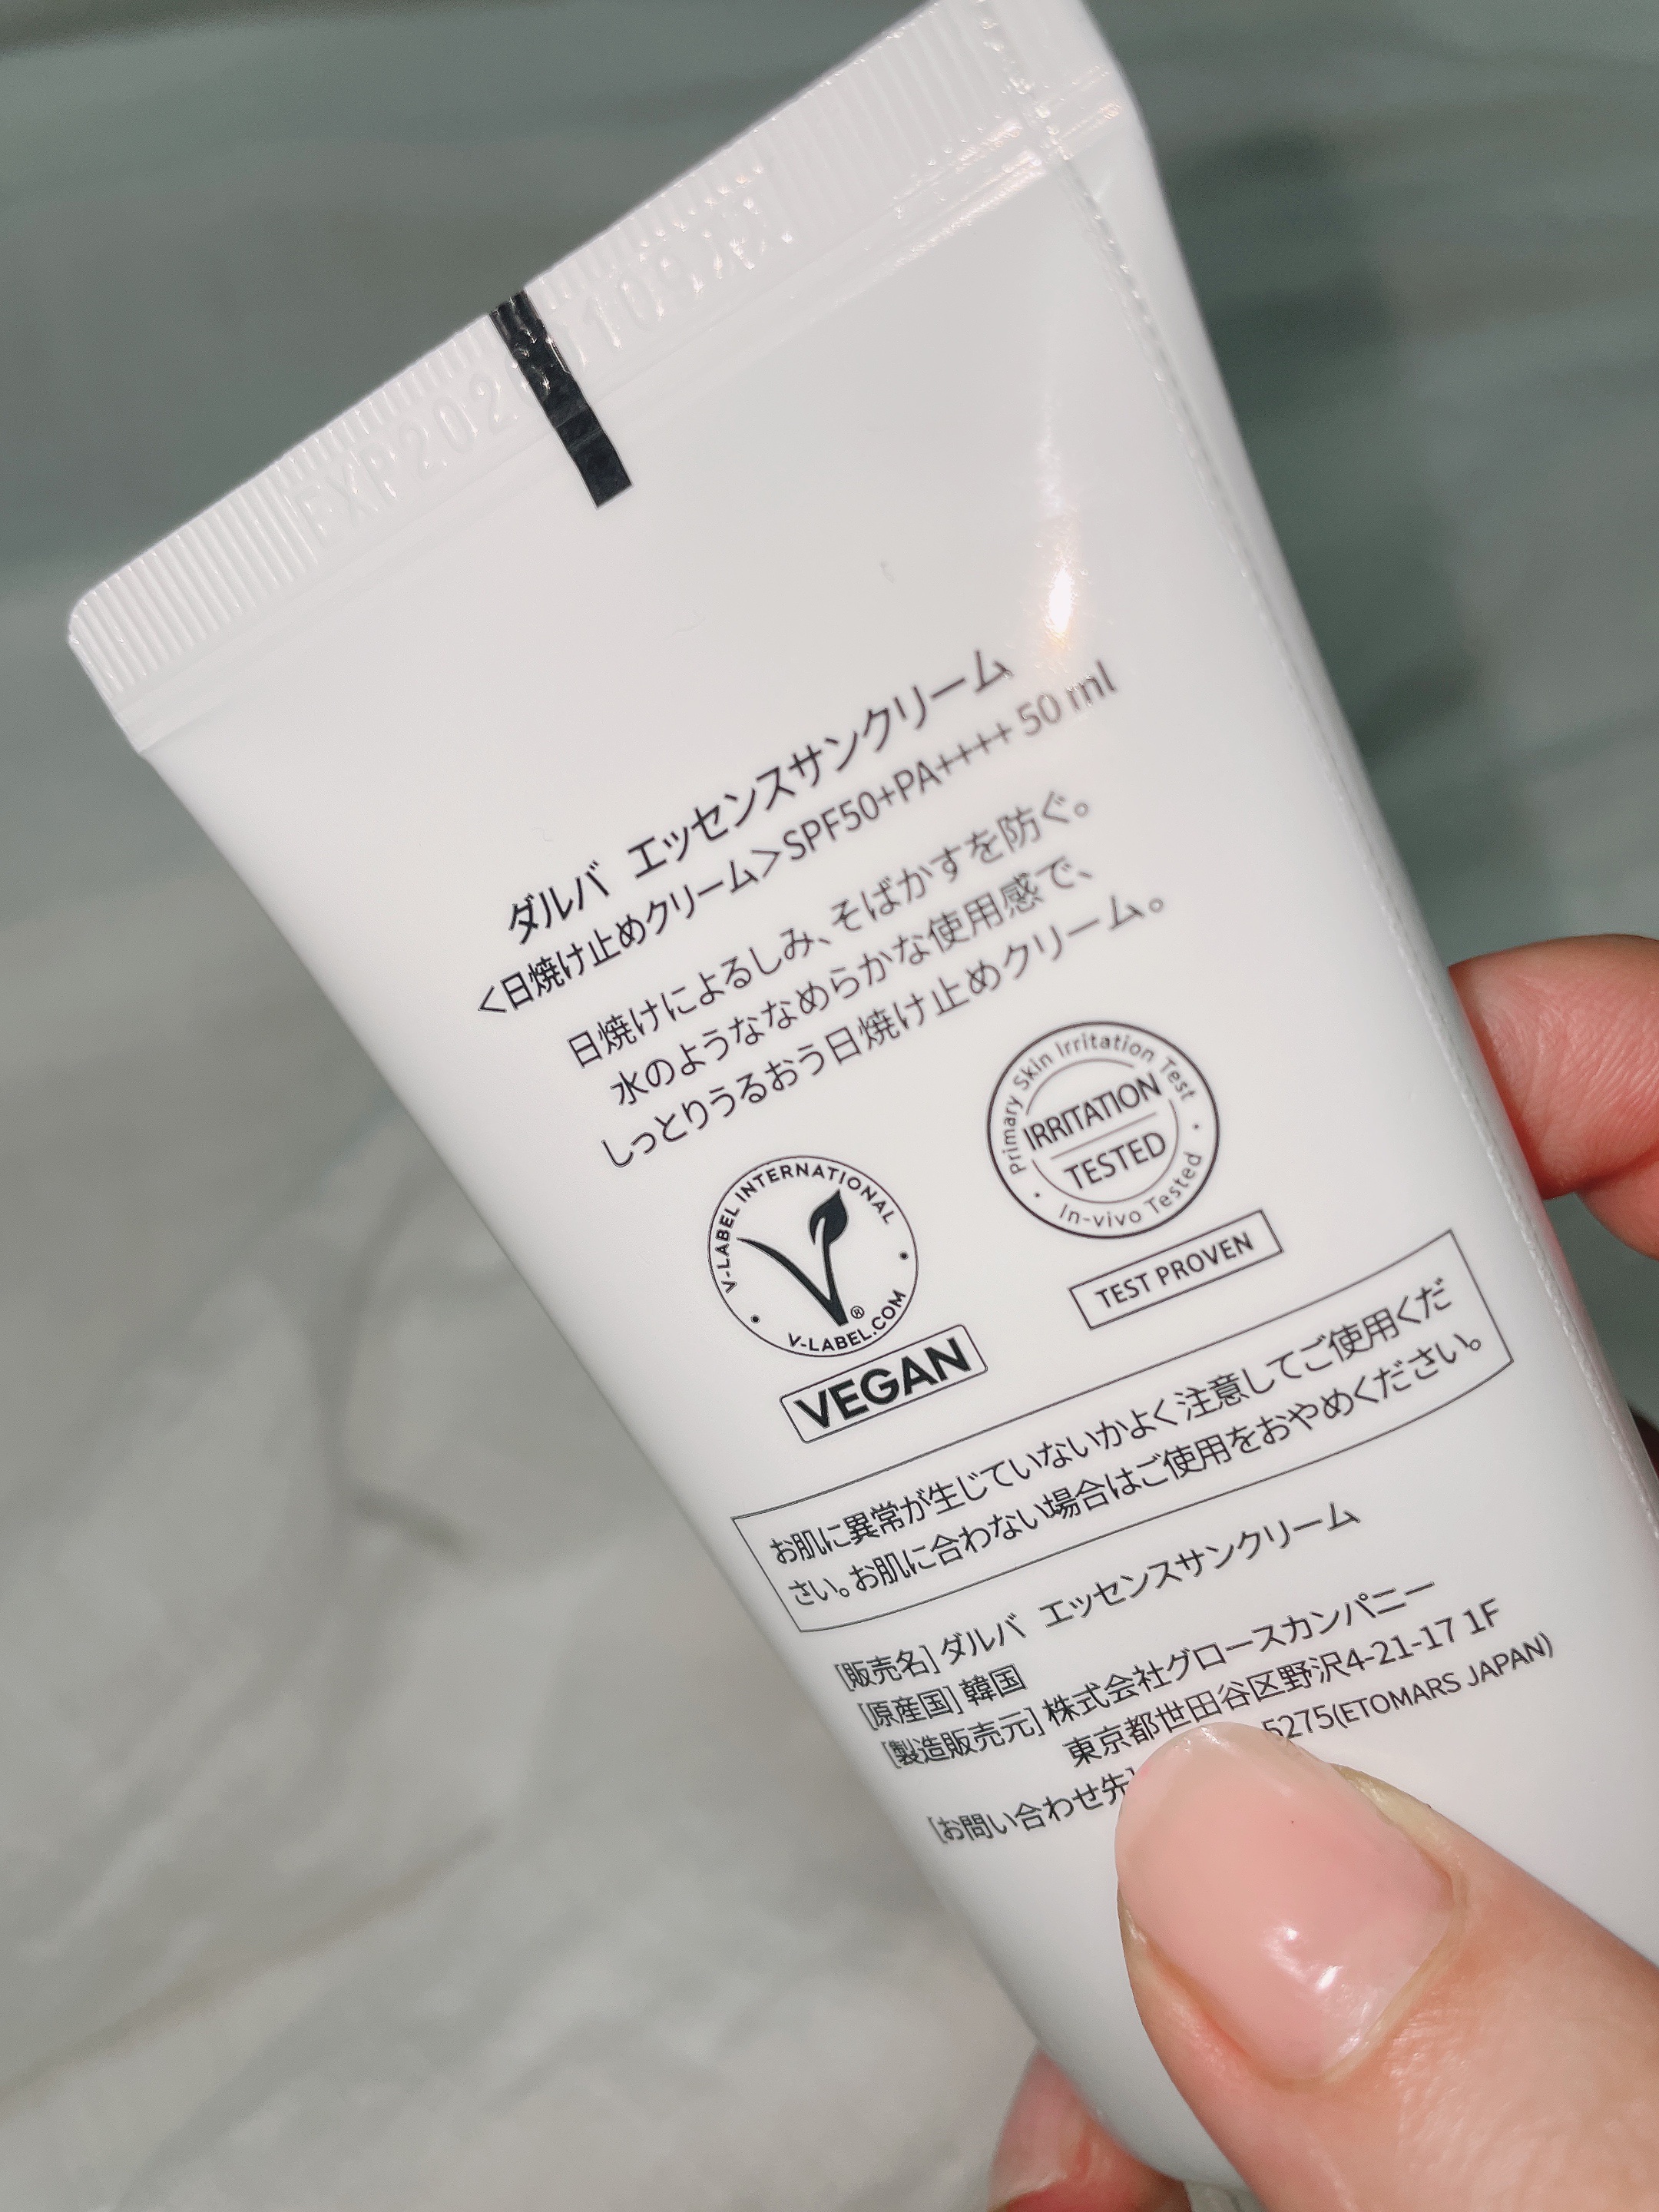 ダルバ エッセンスサンクリーム
<日焼け止めクリーム>SPF50+PA++++ 50 ml
日焼けによるしみ、そばかすを防ぐ。
水のようななめらかな使用感で、
しっとりうるおう日焼け止めクリーム。
V-LABEL INTERNATIONAL
V-LABEL.COM
®
VEGAN
Primary Skin Irritation Test
IRRITATION
TESTED
In-vivo Tested
TEST PROVEN
お肌に異常が生じていないかよく注意してご使用くだ
さい。お肌に合わない場合はご使用をおやめください。
[販売名] ダルバ エッセンスサンクリーム
[原産国] 韓国
[製造販売元] 株式会社グロースカンパニー
東京都世田谷区野沢4-21-17 1F
[お問い合わせ先] 5275(ETOMARS JAPAN)